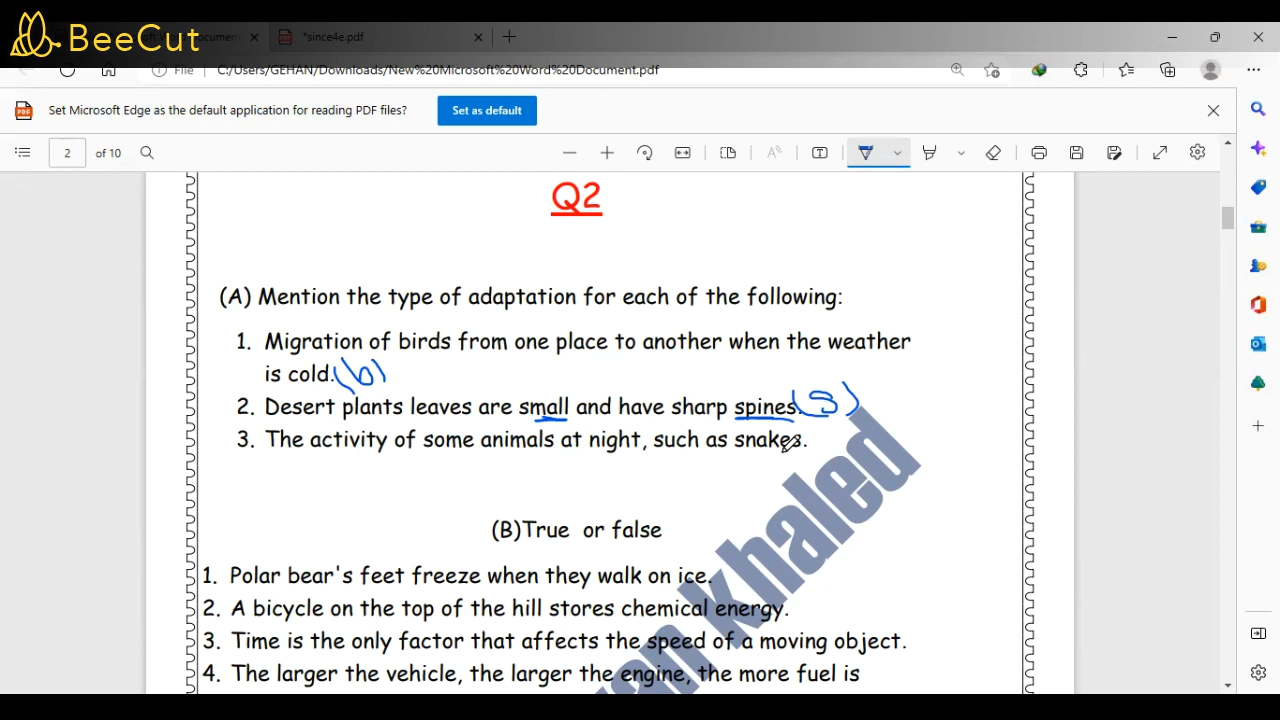 BeeCut
*since4e.pdf
File C:/Users/GEHAN/Downloads/New%20Microsoft%20Word%20Document.pdf
Set Microsoft Edge as the default application for reading PDF files? Set as default
2 of 10
Q2
(A) Mention the type of adaptation for each of the following:
1. Migration of birds from one place to another when the weather
is cold. (b)
2. Desert plants leaves are small and have sharp spines. (S)
3. The activity of some animals at night, such as snakes.
(B)True or false
1. Polar bear's feet freeze when they walk on ice.
2. A bicycle on the top of the hill stores chemical energy.
3. Time is the only factor that affects the speed of a moving object.
4. The larger the vehicle, the larger the engine, the more fuel is
khaled